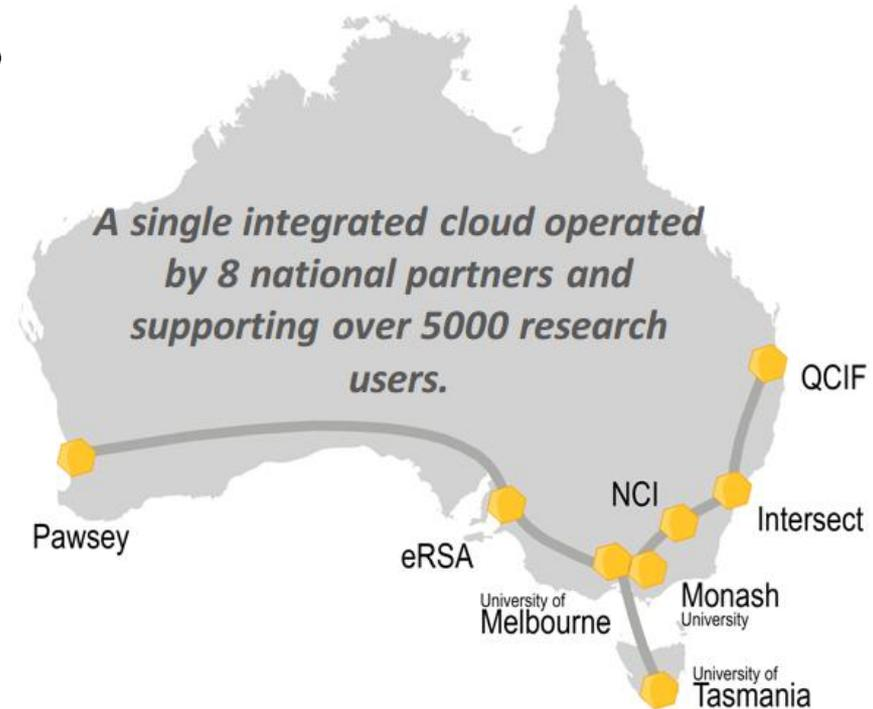 A single integrated cloud operated
by 8 national partners and
supporting over 5000 research
users.
QCIF
NCI
Intersect
Pawsey
eRSA
University of
Melbourne
Monash
University
University of
Tasmania